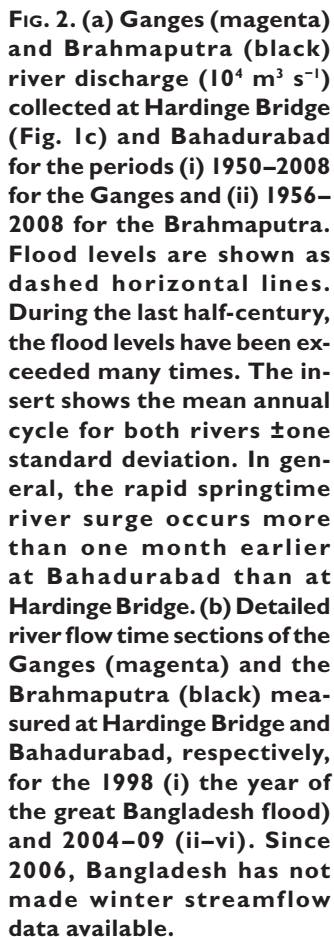 FIG. 2. (a) Ganges (magenta)
and Brahmaputra (black)
river discharge (10⁴ m³ s⁻¹)
collected at Hardinge Bridge
(Fig. 1c) and Bahadurabad
for the periods (i) 1950–2008
for the Ganges and (ii) 1956–
2008 for the Brahmaputra.
Flood levels are shown as
dashed horizontal lines.
During the last half-century,
the flood levels have been ex-
ceeded many times. The in-
sert shows the mean annual
cycle for both rivers ±one
standard deviation. In gen-
eral, the rapid springtime
river surge occurs more
than one month earlier
at Bahadurabad than at
Hardinge Bridge. (b) Detailed
river flow time sections of the
Ganges (magenta) and the
Brahmaputra (black) mea-
sured at Hardinge Bridge and
Bahadurabad, respectively,
for the 1998 (i) the year of
the great Bangladesh flood)
and 2004–09 (ii–vi). Since
2006, Bangladesh has not
made winter streamflow
data available.